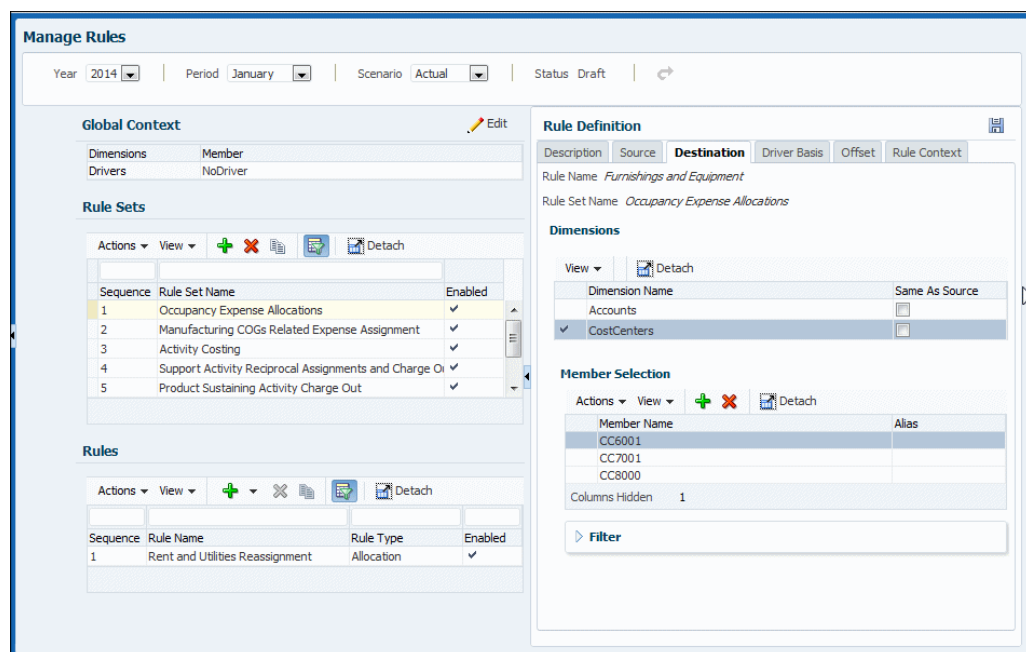 Manage Rules
Year 2014 Period January Scenario Actual Status Draft
Global Context Edit
Dimensions Member
Drivers NoDriver
Rule Sets
Actions View Detach
Sequence Rule Set Name Enabled
1 Occupancy Expense Allocations
2 Manufacturing COGs Related Expense Assignment
3 Activity Costing
4 Support Activity Reciprocal Assignments and Charge O
5 Product Sustaining Activity Charge Out
Rules
Actions View Detach
Sequence Rule Name Rule Type Enabled
1 Rent and Utilities Reassignment Allocation
Rule Definition
Description Source Destination Driver Basis Offset Rule Context
Rule Name Furnishings and Equipment
Rule Set Name Occupancy Expense Allocations
Dimensions
View Detach
Dimension Name Same As Source
Accounts
CostCenters
Member Selection
Actions View Detach
Member Name Alias
CC6001
CC7001
CC8000
Columns Hidden 1
Filter